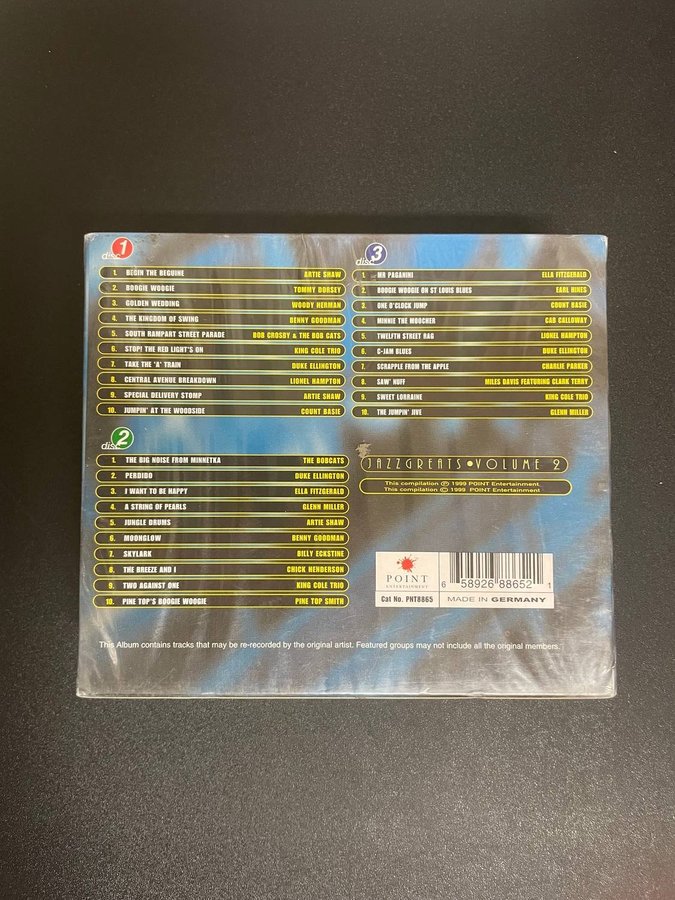 disc 1
1. BEGIN THE BEGUINE ARTIE SHAW
2. BOOGIE WOOGIE TOMMY DORSEY
3. GOLDEN WEDDING WOODY HERMAN
4. THE KINGDOM OF SWING BENNY GOODMAN
5. SOUTH RAMPART STREET PARADE BOB CROSBY & THE BOB CATS
6. STOP! THE RED LIGHT'S ON KING COLE TRIO
7. TAKE THE 'A' TRAIN DUKE ELLINGTON
8. CENTRAL AVENUE BREAKDOWN LIONEL HAMPTON
9. SPECIAL DELIVERY STOMP ARTIE SHAW
10. JUMPIN' AT THE WOODSIDE COUNT BASIE
disc 2
1. THE BIG NOISE FROM MINNETKA THE BOBCATS
2. PERDIDO DUKE ELLINGTON
3. I WANT TO BE HAPPY ELLA FITZGERALD
4. A STRING OF PEARLS GLENN MILLER
5. JUNGLE DRUMS ARTIE SHAW
6. MOONGLOW BENNY GOODMAN
7. SKYLARK BILLY ECKSTINE
8. THE BREEZE AND I CHICK HENDERSON
9. TWO AGAINST ONE KING COLE TRIO
10. PINE TOP'S BOOGIE WOOGIE PINE TOP SMITH
disc 3
1. MR PAGANINI ELLA FITZGERALD
2. BOOGIE WOOGIE ON ST LOUIS BLUES EARL HINES
3. ONE O'CLOCK JUMP COUNT BASIE
4. MINNIE THE MOOCHER CAB CALLOWAY
5. TWELFTH STREET RAG LIONEL HAMPTON
6. C-JAM BLUES DUKE ELLINGTON
7. SCRAPPLE FROM THE APPLE CHARLIE PARKER
8. SAW' NUFF MILES DAVIS FEATURING CLARK TERRY
9. SWEET LORRAINE KING COLE TRIO
10. THE JUMPIN' JIVE GLENN MILLER
JAZZGREATS • VOLUME 2
This compilation ℗ 1999 POINT Entertainment.
This compilation © 1999 POINT Entertainment
POINT
ENTERTAINMENT
Cat No. PNT8865
6 58926 88652 1
MADE IN GERMANY
This Album contains tracks that may be re-recorded by the original artist. Featured groups may not include all the original members.